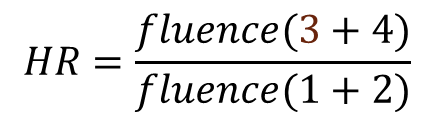 HR = fluence(3 + 4) / fluence(1 + 2)